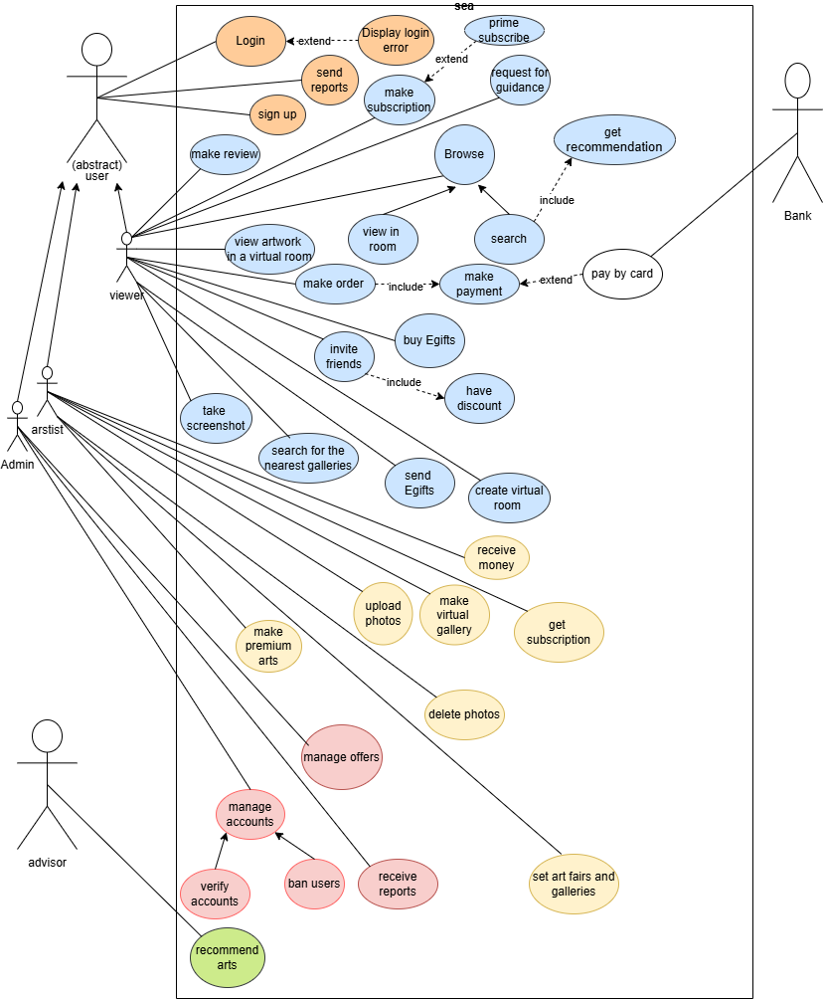 sea
prime
subscribe
Login
extend
Display login
error
extend
send
reports
make
subscription
request for
guidance
sign up
get
recommendation
make review
Browse
(abstract)
user
include
Bank
view artwork
in a virtual room
view in
room
search
viewer
make order
include
make
payment
extend
pay by card
buy Egifts
invite
friends
include
have
discount
take
screenshot
arstist
search for the
nearest galleries
Admin
send
Egifts
create virtual
room
receive
money
upload
photos
make
virtual
gallery
get
subscription
make
premium
arts
delete photos
manage offers
manage
accounts
advisor
verify
accounts
ban users
receive
reports
set art fairs and
galleries
recommend
arts